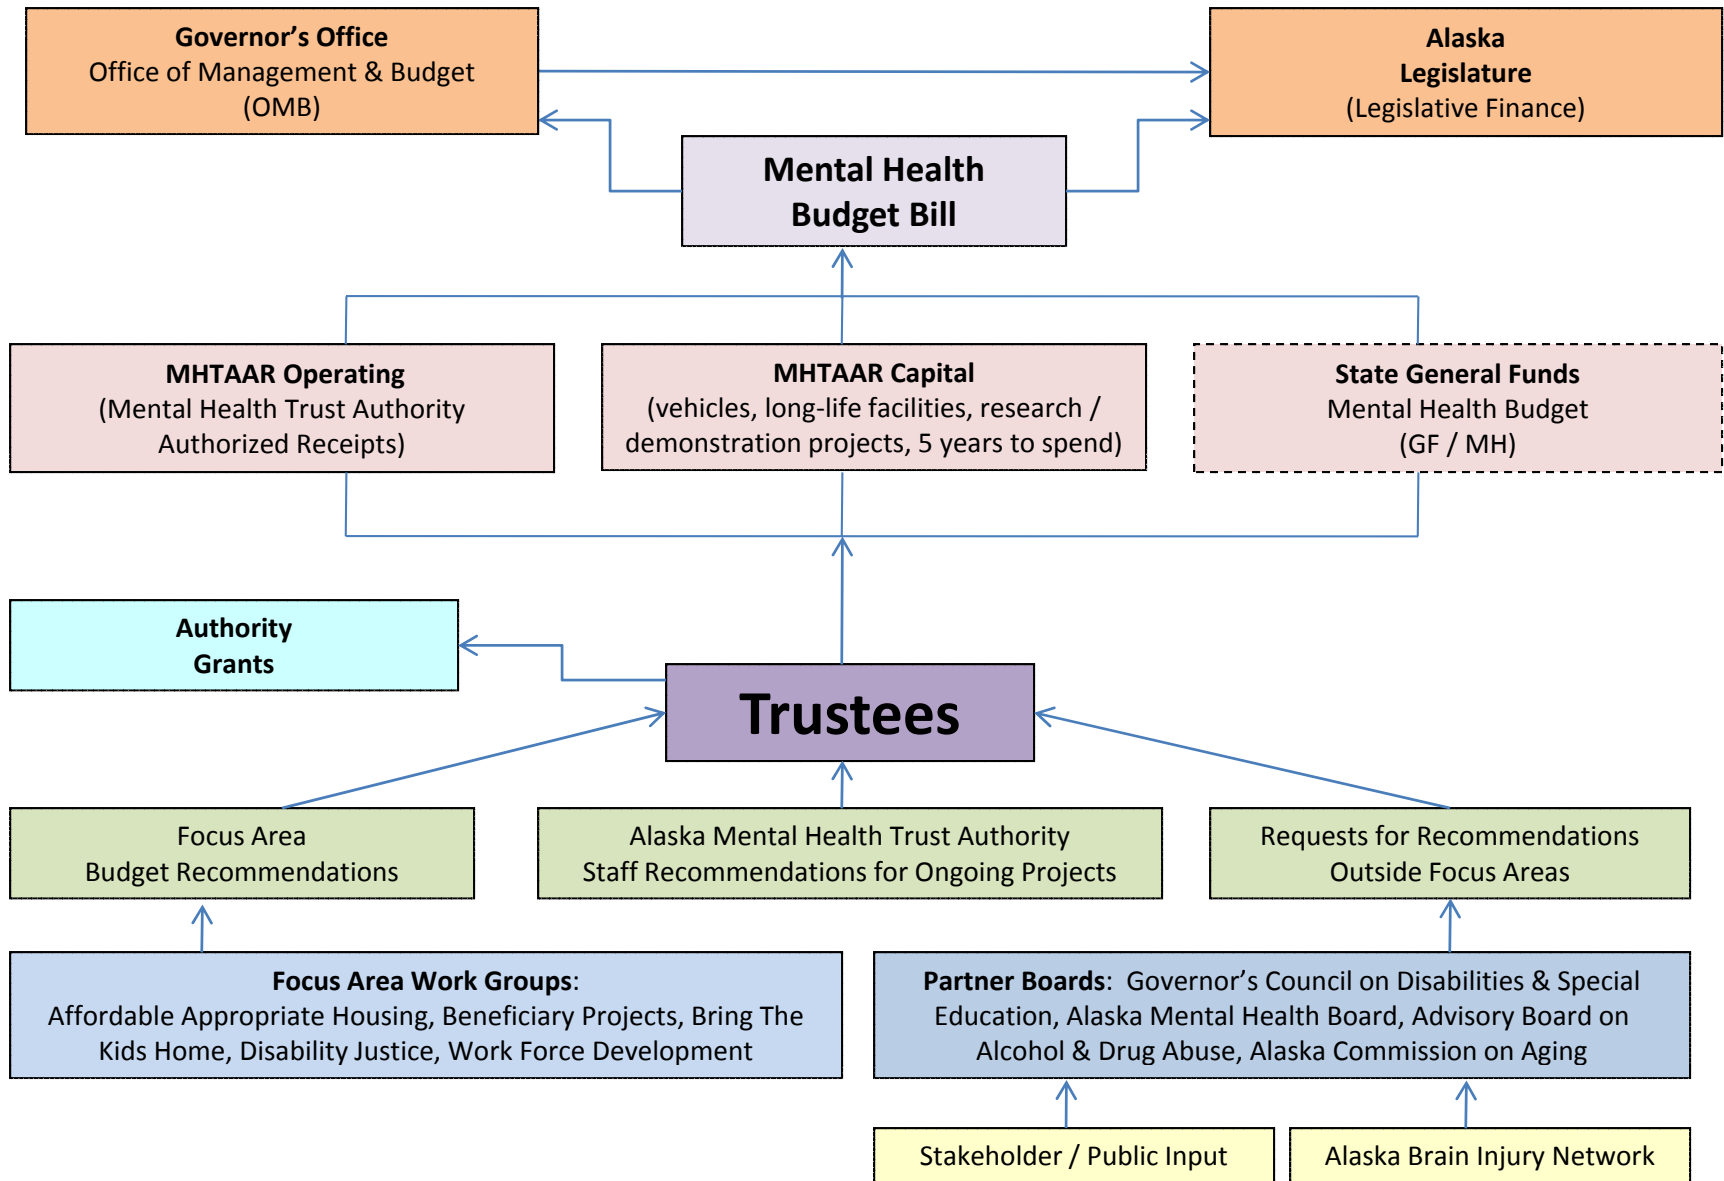 Governor's Office
Office of Management & Budget
(OMB)
Alaska
Legislature
(Legislative Finance)
Mental Health
Budget Bill
MHTAAR Operating
(Mental Health Trust Authority
Authorized Receipts)
MHTAAR Capital
(vehicles, long-life facilities, research /
demonstration projects, 5 years to spend)
State General Funds
Mental Health Budget
(GF / MH)
Authority
Grants
Trustees
Focus Area
Budget Recommendations
Alaska Mental Health Trust Authority
Staff Recommendations for Ongoing Projects
Requests for Recommendations
Outside Focus Areas
Focus Area Work Groups:
Affordable Appropriate Housing, Beneficiary Projects, Bring The
Kids Home, Disability Justice, Work Force Development
Partner Boards:  Governor's Council on Disabilities & Special
Education, Alaska Mental Health Board, Advisory Board on
Alcohol & Drug Abuse, Alaska Commission on Aging
Stakeholder / Public Input
Alaska Brain Injury Network